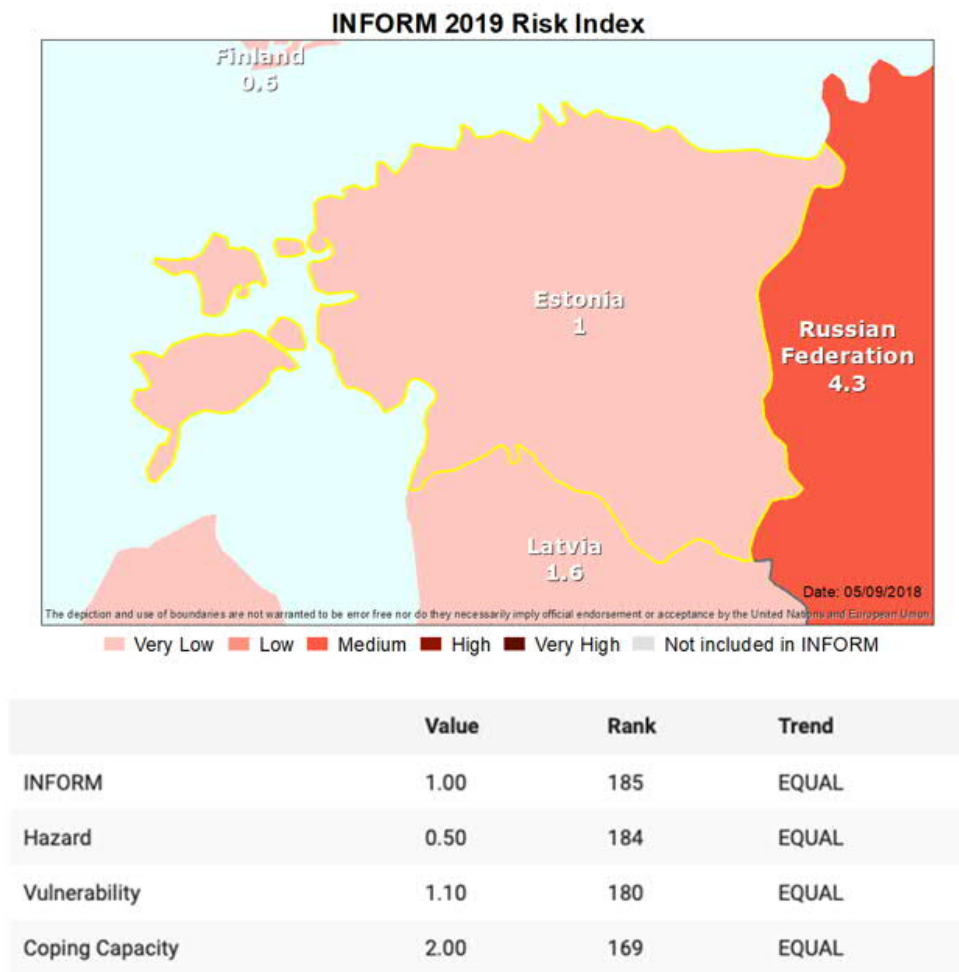 INFORM 2019 Risk Index
Finland
0.5
Estonia
1
Russian
Federation
4.3
Latvia
1.6
Date: 05/09/2018
The depiction and use of boundaries are not warranted to be error free nor do they necessarily imply official endorsement or acceptance by the United Nations and European Union
Very Low Low Medium High Very High Not included in INFORM
Value Rank Trend
INFORM 1.00 185 EQUAL
Hazard 0.50 184 EQUAL
Vulnerability 1.10 180 EQUAL
Coping Capacity 2.00 169 EQUAL